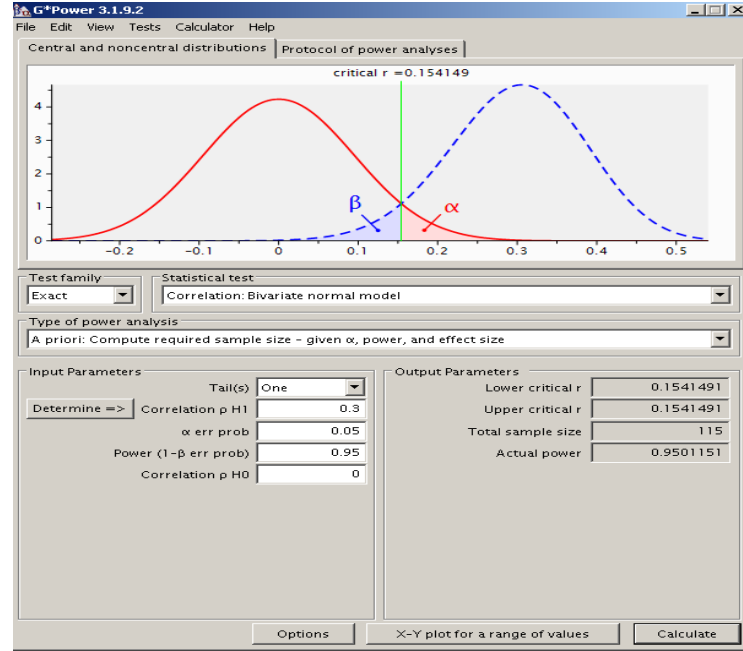 G*Power 3.1.9.2
File Edit View Tests Calculator Help
Central and noncentral distributions Protocol of power analyses
critical r =0.154149
4
3
2
1
0
β α
-0.2 -0.1 0 0.1 0.2 0.3 0.4 0.5
Test family Statistical test
Exact Correlation: Bivariate normal model
Type of power analysis
A priori: Compute required sample size - given α, power, and effect size
Input Parameters Output Parameters
Tail(s) One Lower critical r 0.1541491
Determine => Correlation ρ H1 0.3 Upper critical r 0.1541491
α err prob 0.05 Total sample size 115
Power (1-β err prob) 0.95 Actual power 0.9501151
Correlation ρ H0 0
Options X-Y plot for a range of values Calculate